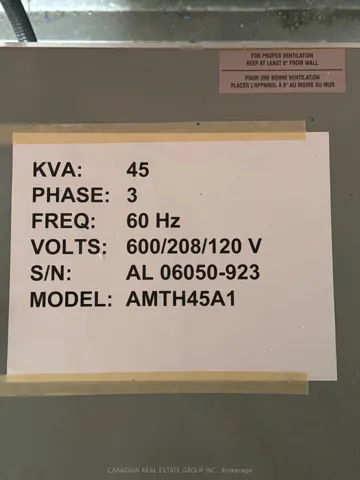 FOR PROPER VENTILATION
KEEP AT LEAST 6" FROM WALL
POUR UNE BONNE VENTILATION
PLACER L'APPAREIL À 6" AU MOINS DU MUR
KVA: 45
PHASE: 3
FREQ: 60 Hz
VOLTS: 600/208/120 V
S/N: AL 06050-923
MODEL: AMTH45A1
CANADIAN REAL ESTATE GROUP INC., Brokerage